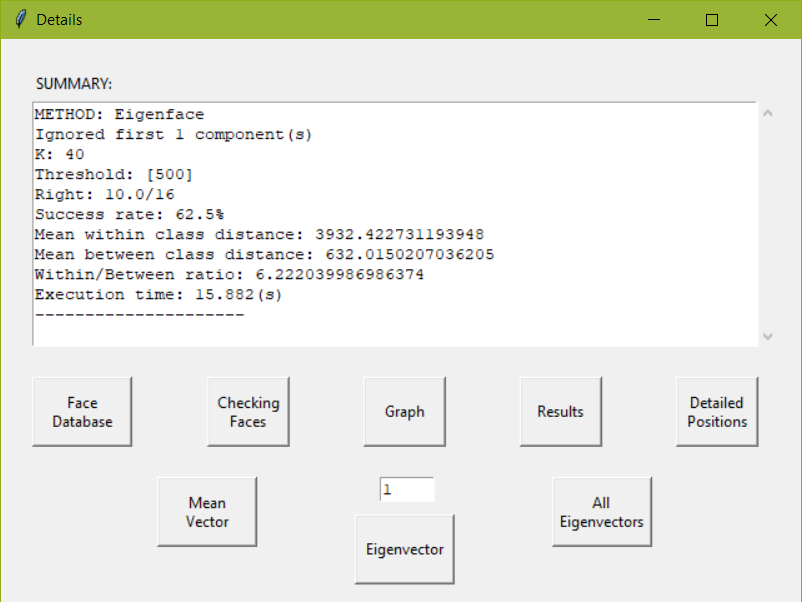 Details
SUMMARY:
METHOD: Eigenface
Ignored first 1 component(s)
K: 40
Threshold: [500]
Right: 10.0/16
Success rate: 62.5%
Mean within class distance: 3932.422731193948
Mean between class distance: 632.0150207036205
Within/Between ratio: 6.222039986986374
Execution time: 15.882(s)
---------------------
Face
Database
Checking
Faces
Graph
Results
Detailed
Positions
Mean
Vector
1
Eigenvector
All
Eigenvectors